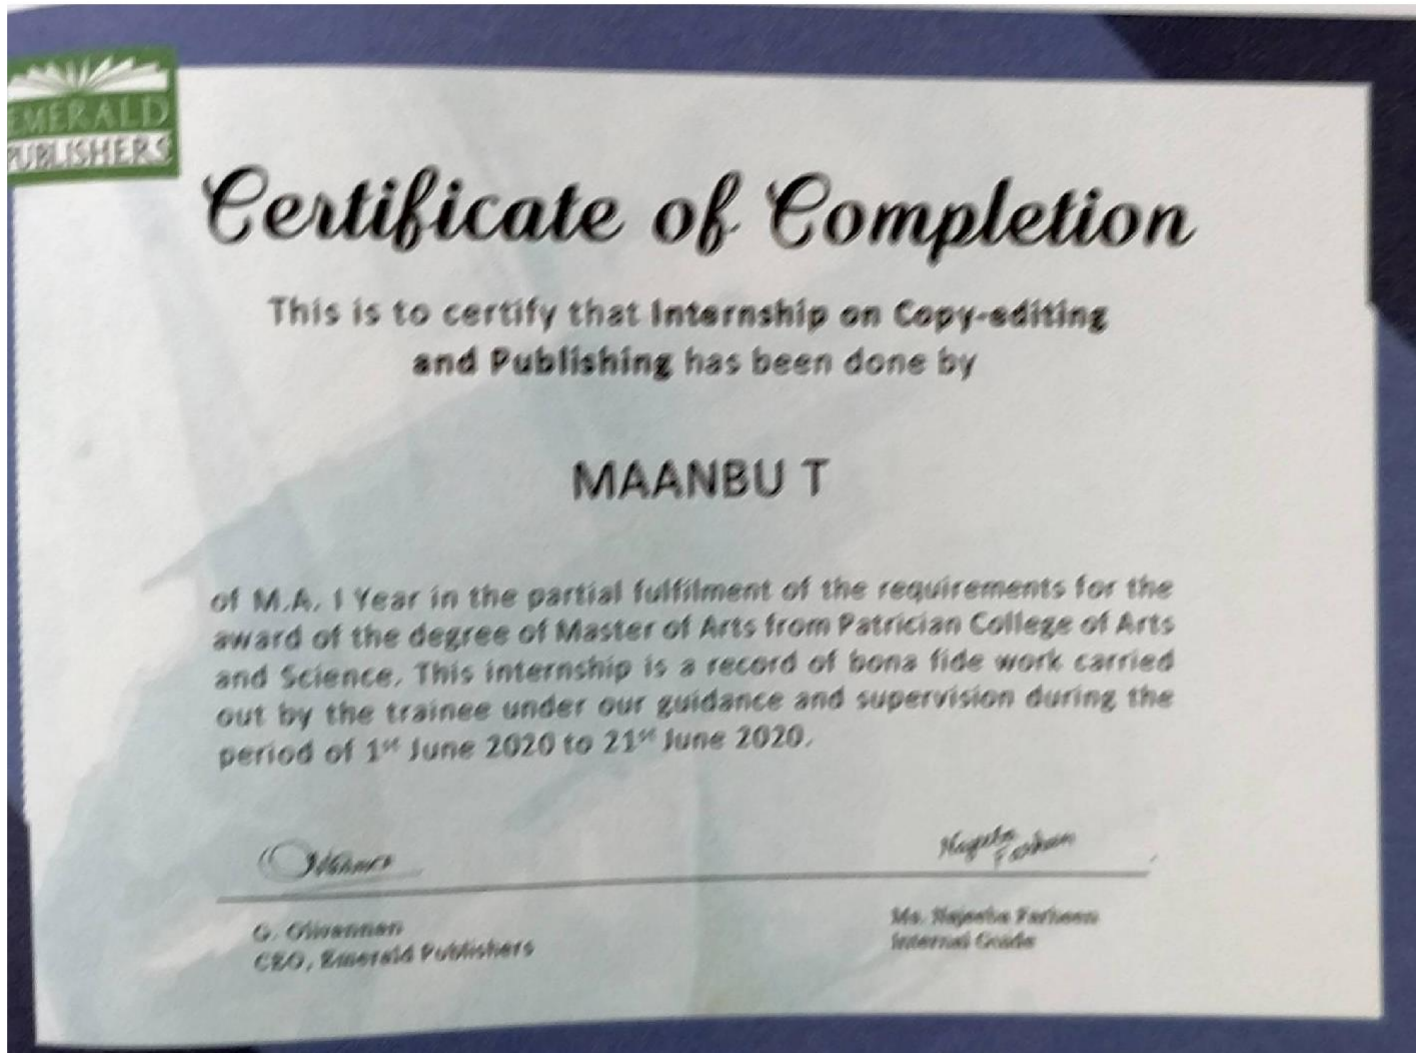 EMERALD
PUBLISHERS
Certificate of Completion
This is to certify that Internship on Copy-editing
and Publishing has been done by
MAANBU T
of M.A. I Year in the partial fulfilment of the requirements for the
award of the degree of Master of Arts from Patrician College of Arts
and Science. This internship is a record of bona fide work carried
out by the trainee under our guidance and supervision during the
period of 1st June 2020 to 21st June 2020.
G.
CEO, Emerald Publishers
Ms. Farheen
Internal Guide